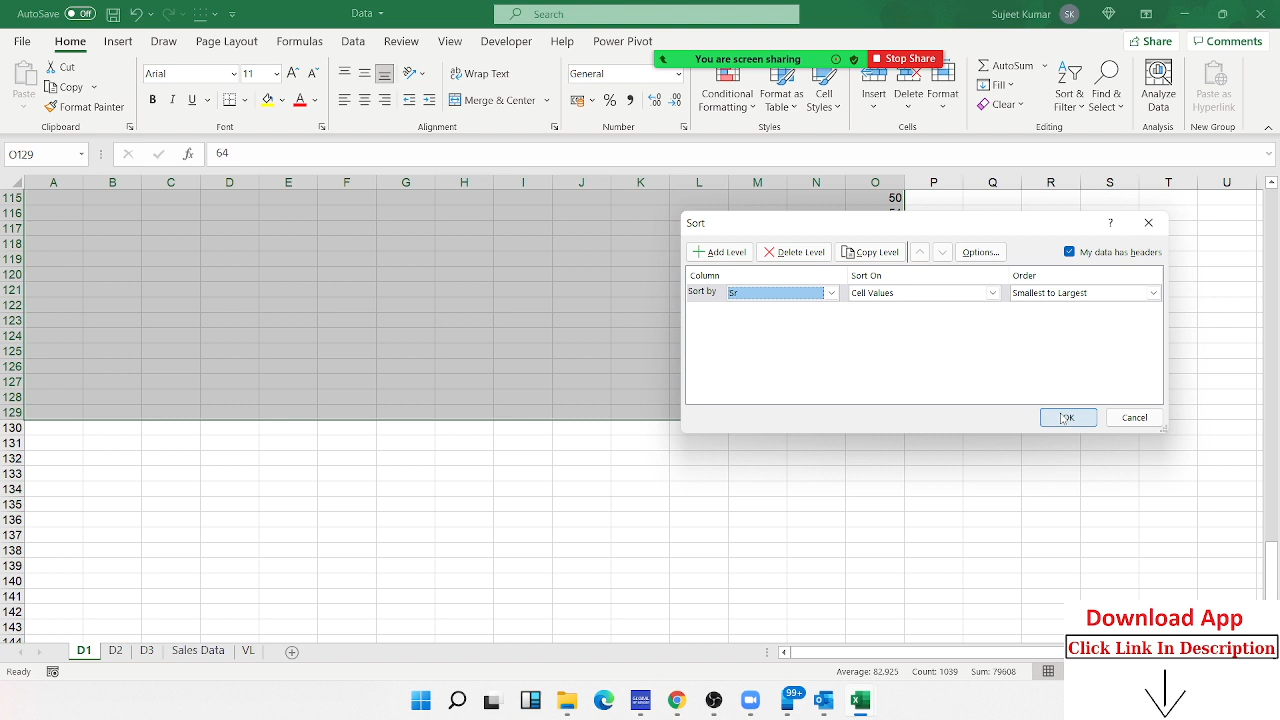 AutoSave Off Data Search Sujeet Kumar SK
File Home Insert Draw Page Layout Formulas Data Review View Developer Help Power Pivot Share Comments
You are screen sharing Stop Share
Paste Cut Copy Format Painter
Arial 11 Wrap Text Merge & Center General
B I U
Conditional Formatting Format as Table Cell Styles
Insert Delete Format
AutoSum Fill Clear
Sort & Filter Find & Select
Analyze Data
Paste as Hyperlink
Clipboard Font Alignment Number Styles Cells Editing Analysis New Group
O129 fx 64
A B C D E F G H I J K L M N O P Q R S T U
115 50
116
117
118
119
120
121
122
123
124
125
126
127
128
129
130
131
132
133
134
135
136
137
138
139
140
141
142
143
144
Sort ?
Add Level Delete Level Copy Level Options... My data has headers
Column Sort On Order
Sort by Sr Cell Values Smallest to Largest
OK Cancel
D1 D2 D3 Sales Data VL
Ready Average: 82.925 Count: 1039 Sum: 79608
99+
Download App
Click Link In Description